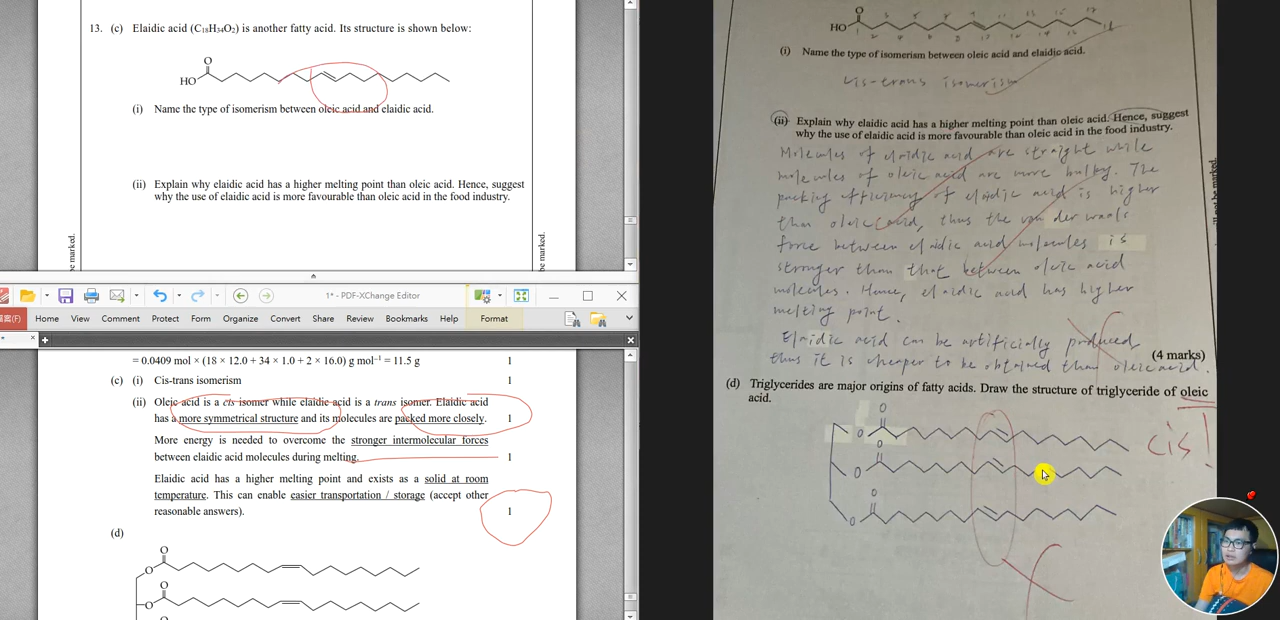 13. (c) Elaidic acid (C18H34O2) is another fatty acid. Its structure is shown below:
O
HO
(i) Name the type of isomerism between oleic acid and elaidic acid.
(ii) Explain why elaidic acid has a higher melting point than oleic acid. Hence, suggest
why the use of elaidic acid is more favourable than oleic acid in the food industry.
be marked.
be marked.
1* - PDF-XChange Editor
Home View Comment Protect Form Organize Convert Share Review Bookmarks Help Format
= 0.0409 mol × (18 × 12.0 + 34 × 1.0 + 2 × 16.0) g mol⁻¹ = 11.5 g 1
(c) (i) Cis-trans isomerism 1
(ii) Oleic acid is a cis isomer while elaidic acid is a trans isomer. Elaidic acid
has a more symmetrical structure and its molecules are packed more closely. 1
More energy is needed to overcome the stronger intermolecular forces
between elaidic acid molecules during melting. 1
Elaidic acid has a higher melting point and exists as a solid at room
temperature. This can enable easier transportation / storage (accept other
reasonable answers). 1
(d)
O
O
O
O
O
HO
(i) Name the type of isomerism between oleic acid and elaidic acid.
cis-trans isomerism
(ii) Explain why elaidic acid has a higher melting point than oleic acid. Hence, suggest
why the use of elaidic acid is more favourable than oleic acid in the food industry.
Molecules of elaidic acid are straight while
molecules of oleic acid are more bulky. The
packing efficiency of elaidic acid is higher
than oleic acid, thus the van der waals
force between elaidic acid molecules is
stronger than that between oleic acid
molecules. Hence, elaidic acid has higher
melting point.
Elaidic acid can be artificially produced
thus it is cheaper to be obtained than oleic acid.
(4 marks)
(d) Triglycerides are major origins of fatty acids. Draw the structure of triglyceride of oleic
acid.
O
O
O
O
O
O
cis!